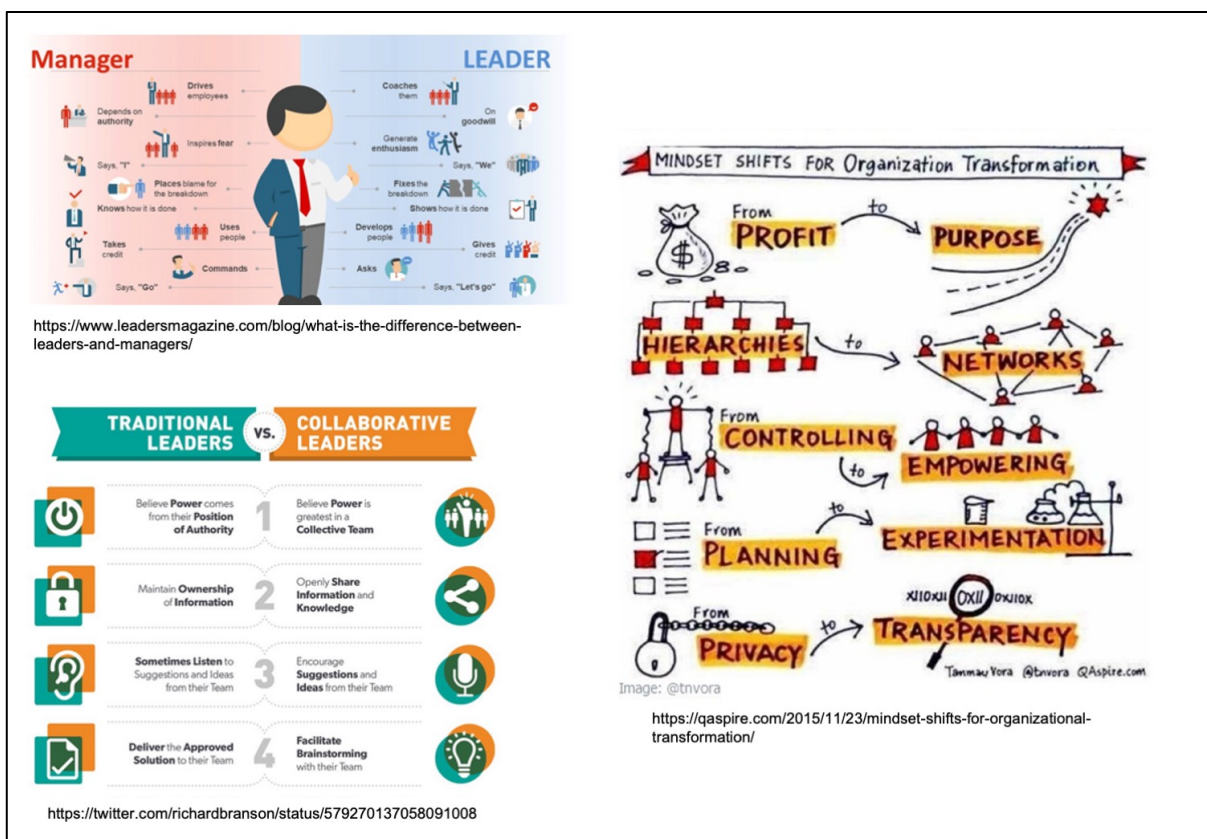 Manager
LEADER
Drives
employees
Coaches
them
Depends on
authority
On
goodwill
Inspires fear
Generate
enthusiasm
Says, "I"
Says, "We"
Places blame for
the breakdown
Fixes the
breakdown
Knows how it is done
Shows how it is done
Uses
people
Develops
people
Takes
credit
Gives
credit
Commands
Asks
Says, "Go"
Says, "Let's go"
https://www.leadersmagazine.com/blog/what-is-the-difference-between-
leaders-and-managers/
TRADITIONAL
LEADERS
VS.
COLLABORATIVE
LEADERS
Believe Power comes
from their Position
of Authority
1
Believe Power is
greatest in a
Collective Team
Maintain Ownership
of Information
2
Openly Share
Information and
Knowledge
Sometimes Listen to
Suggestions and Ideas
from their Team
3
Encourage
Suggestions and
Ideas from their Team
Deliver the Approved
Solution to their Team
4
Facilitate
Brainstorming
with their Team
https://twitter.com/richardbranson/status/579270137058091008
MINDSET SHIFTS FOR Organization Transformation
$
From
PROFIT
to
PURPOSE
HIERARCHIES
to
NETWORKS
From
CONTROLLING
to
EMPOWERING
From
PLANNING
to
EXPERIMENTATION
From
PRIVACY
to
XII0XII 0XII 0XII0X
TRANSPARENCY
Tanmay Vora @tnvora QAspire.com
Image: @tnvora
https://qaspire.com/2015/11/23/mindset-shifts-for-organizational-
transformation/